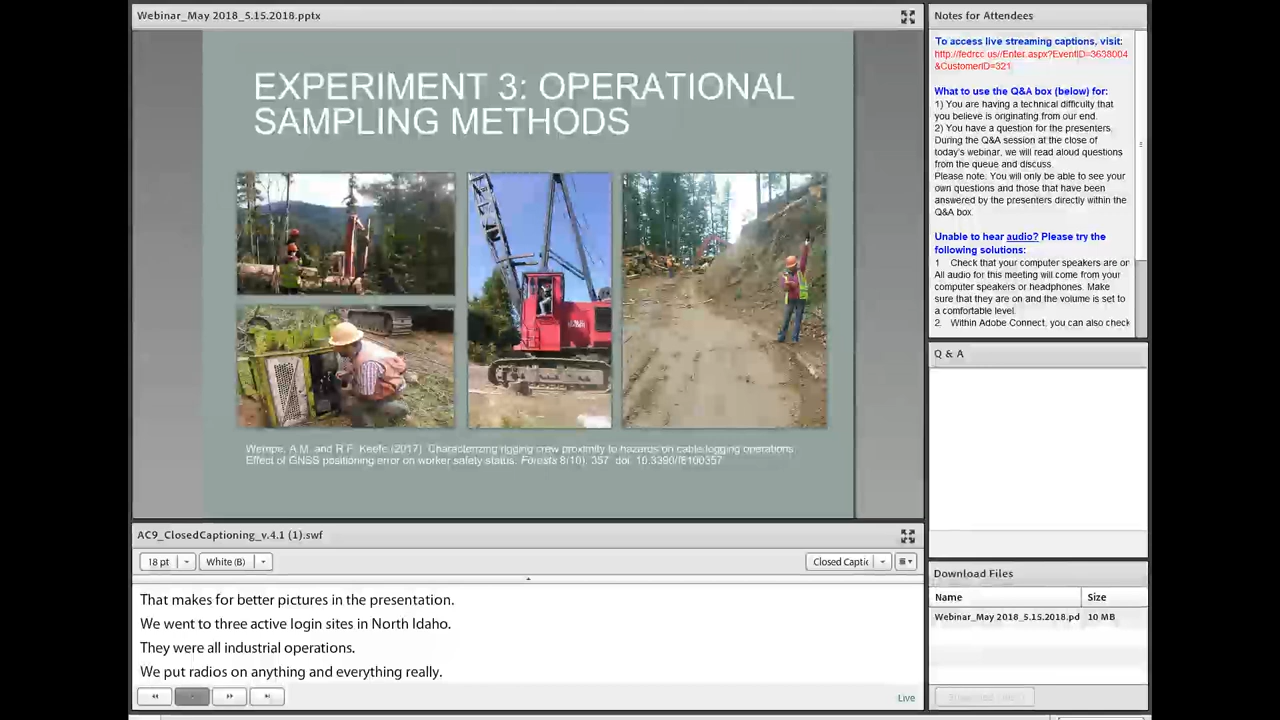 Webinar_May 2018_5.15.2018.pptx
EXPERIMENT 3: OPERATIONAL
SAMPLING METHODS
Wempe, A.M. and R.F. Keefe (2017) Characterizing rigging crew proximity to hazards on cable logging operations:
Effect of GNSS positioning error on worker safety status. Forests 8(10), 357 doi: 10.3390/f8100357
AC9_ClosedCaptioning_v.4.1 (1).swf
18 pt
White (B)
Closed Captic
That makes for better pictures in the presentation.
We went to three active login sites in North Idaho.
They were all industrial operations.
We put radios on anything and everything really.
Live
Notes for Attendees
To access live streaming captions, visit:
http://fedrcc.us//Enter.aspx?EventID=3638004
&CustomerID=321
What to use the Q&A box (below) for:
1) You are having a technical difficulty that
you believe is originating from our end.
2) You have a question for the presenters.
During the Q&A session at the close of
today's webinar, we will read aloud questions
from the queue and discuss.
Please note: You will only be able to see your
own questions and those that have been
answered by the presenters directly within the
Q&A box.
Unable to hear audio? Please try the
following solutions:
1. Check that your computer speakers are on
All audio for this meeting will come from your
computer speakers or headphones. Make
sure that they are on and the volume is set to
a comfortable level.
2. Within Adobe Connect, you can also check
Q & A
Download Files
Name Size
Webinar_May 2018_5.15.2018.pd 10 MB